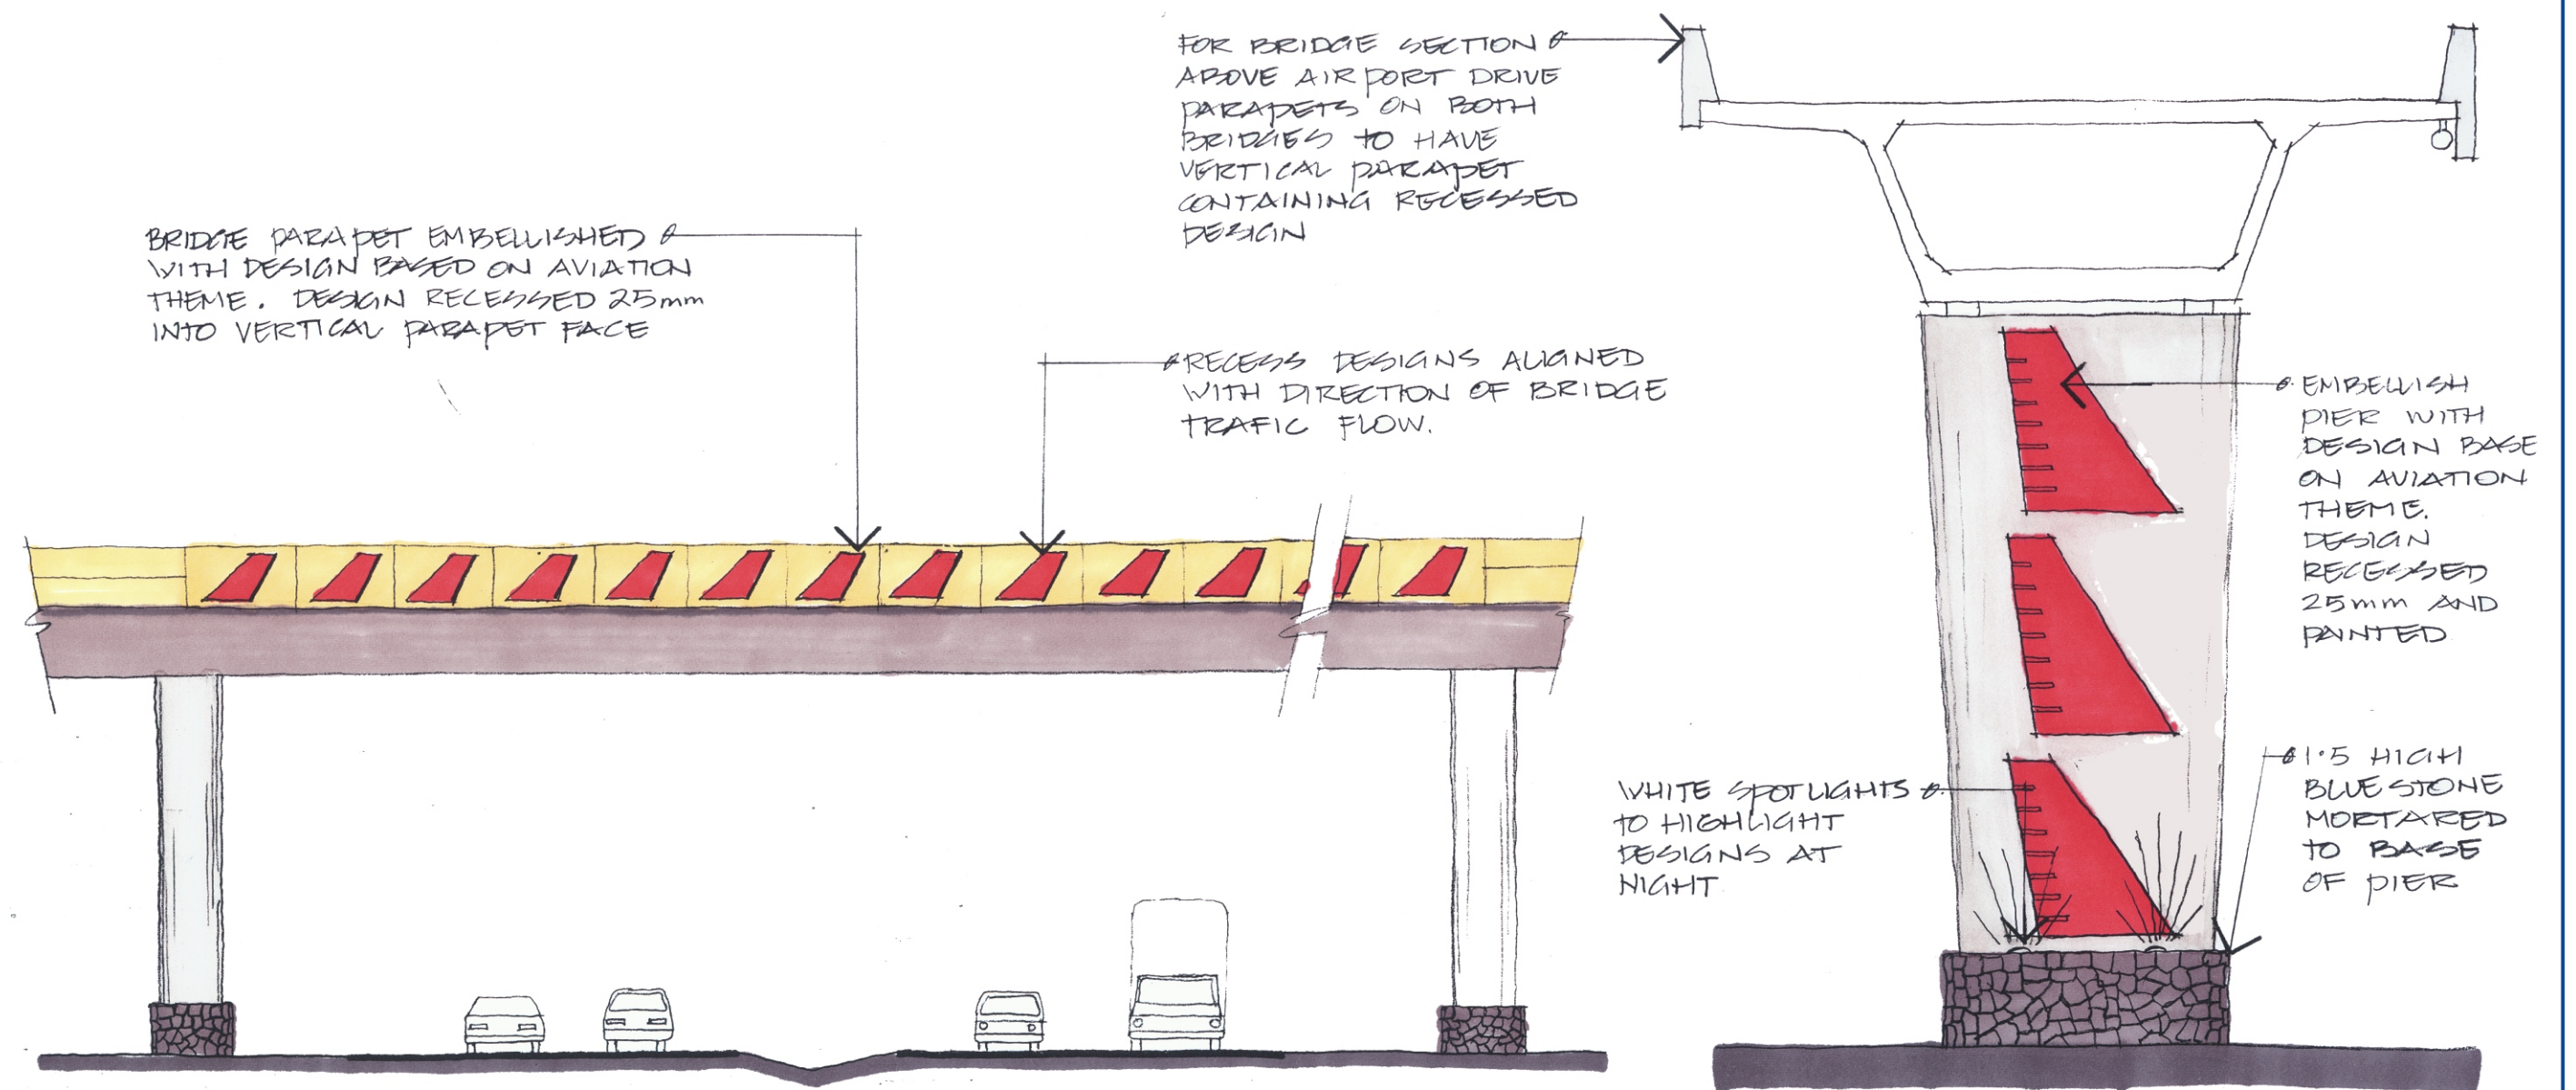 FOR BRIDGE SECTION
ABOVE AIRPORT DRIVE
PARAPETS ON BOTH
BRIDGES TO HAVE
VERTICAL PARAPET
CONTAINING RECESSED
DESIGN
BRIDGE PARAPET EMBELLISHED
WITH DESIGN BASED ON AVIATION
THEME. DESIGN RECESSED 25mm
INTO VERTICAL PARAPET FACE
RECESS DESIGNS ALIGNED
WITH DIRECTION OF BRIDGE
TRAFIC FLOW.
EMBELLISH
PIER WITH
DESIGN BASE
ON AVIATION
THEME.
DESIGN
RECESSED
25mm AND
PAINTED
WHITE SPOTLIGHTS
TO HIGHLIGHT
DESIGNS AT
NIGHT
1.5 HIGH
BLUESTONE
MORTARED
TO BASE
OF PIER